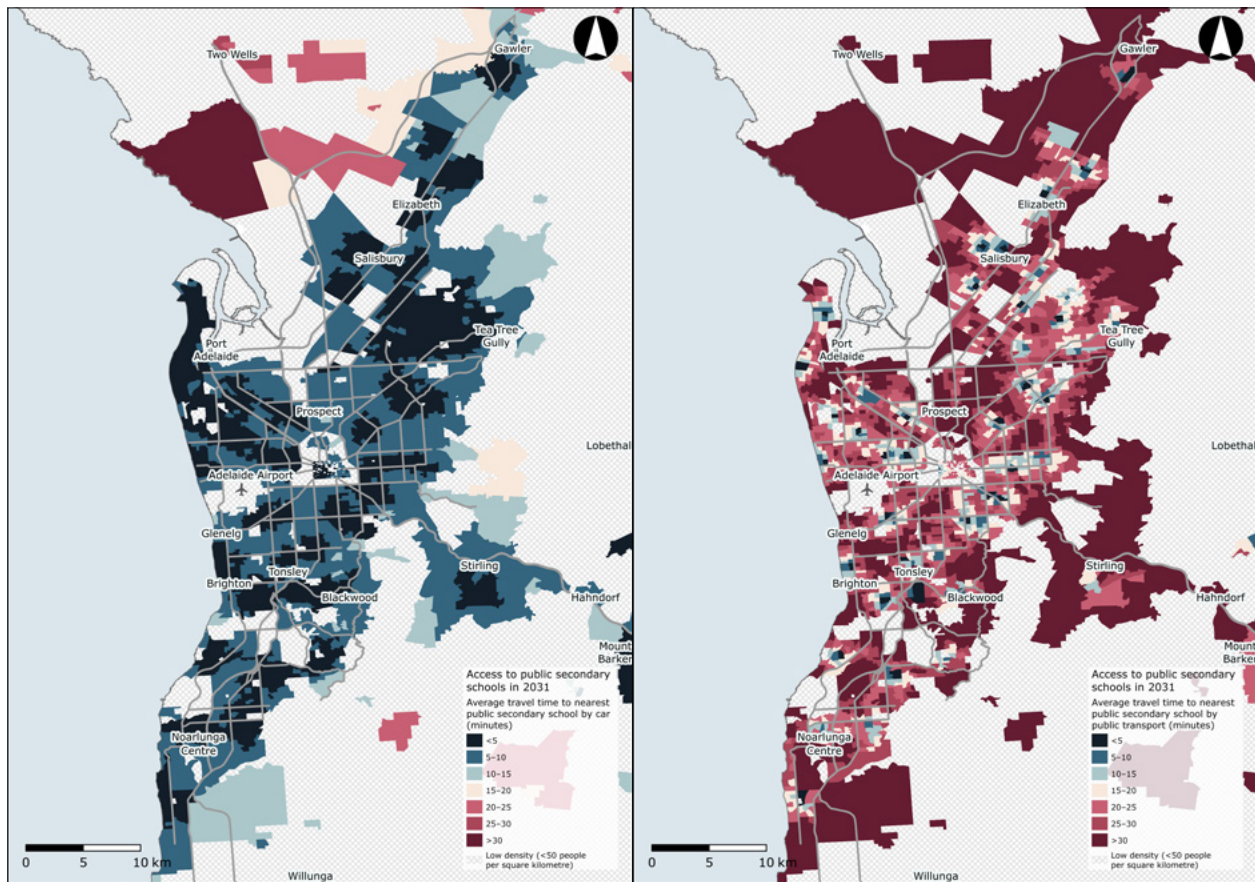 Two Wells
Gawler
Elizabeth
Salisbury
Tea Tree
Gully
Port
Adelaide
Prospect
Lobethal
Adelaide Airport
Glenelg
Stirling
Brighton
Tonsley
Blackwood
Hahndorf
Mount
Barker
Noarlunga
Centre
Willunga
Access to public secondary
schools in 2031
Average travel time to nearest
public secondary school by car
(minutes)
<5
5–10
10–15
15–20
20–25
25–30
>30
Low density (<50 people
per square kilometre)
0 5 10 km
Two Wells
Gawler
Elizabeth
Salisbury
Tea Tree
Gully
Port
Adelaide
Prospect
Lobethal
Adelaide Airport
Glenelg
Stirling
Brighton
Tonsley
Blackwood
Hahndorf
Mount
Barker
Noarlunga
Centre
Willunga
Access to public secondary
schools in 2031
Average travel time to nearest
public secondary school by
public transport (minutes)
<5
5–10
10–15
15–20
20–25
25–30
>30
Low density (<50 people
per square kilometre)
0 5 10 km